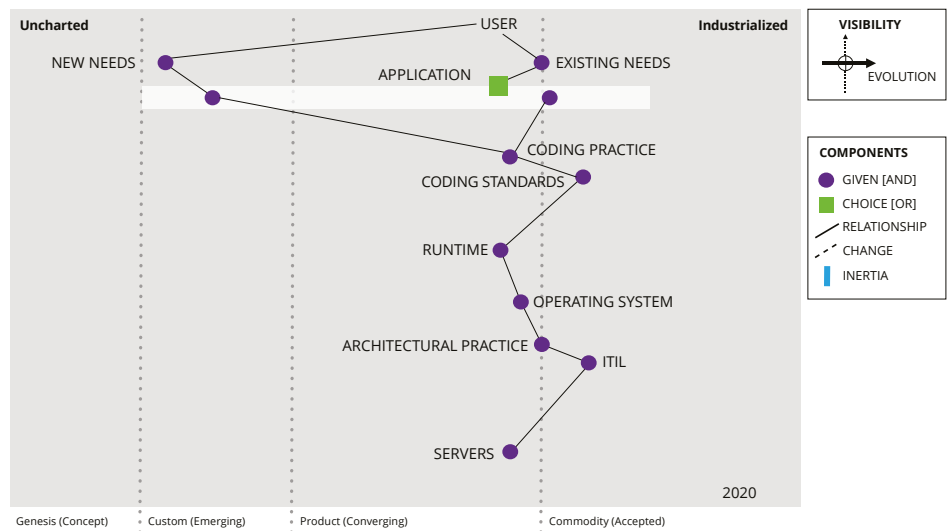 Uncharted
USER
Industrialized
NEW NEEDS
EXISTING NEEDS
APPLICATION
CODING PRACTICE
CODING STANDARDS
RUNTIME
OPERATING SYSTEM
ARCHITECTURAL PRACTICE
ITIL
SERVERS
2020
Genesis (Concept)
Custom (Emerging)
Product (Converging)
Commodity (Accepted)
VISIBILITY
EVOLUTION
COMPONENTS
GIVEN [AND]
CHOICE [OR]
RELATIONSHIP
CHANGE
INERTIA